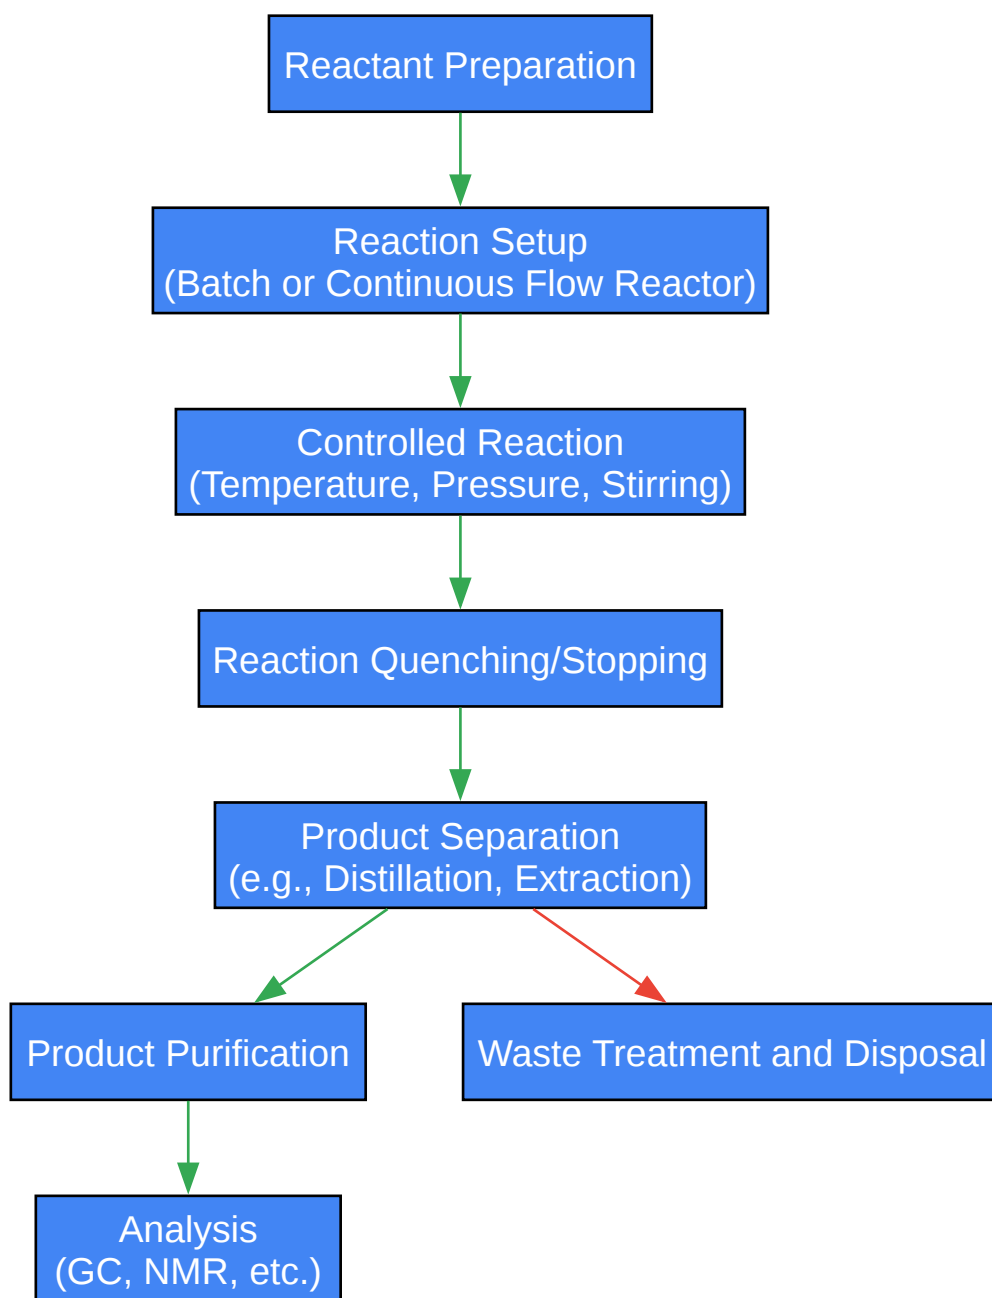 Reactant Preparation
Reaction Setup
(Batch or Continuous Flow Reactor)
Controlled Reaction
(Temperature, Pressure, Stirring)
Reaction Quenching/Stopping
Product Separation
(e.g., Distillation, Extraction)
Product Purification
Waste Treatment and Disposal
Analysis
(GC, NMR, etc.)